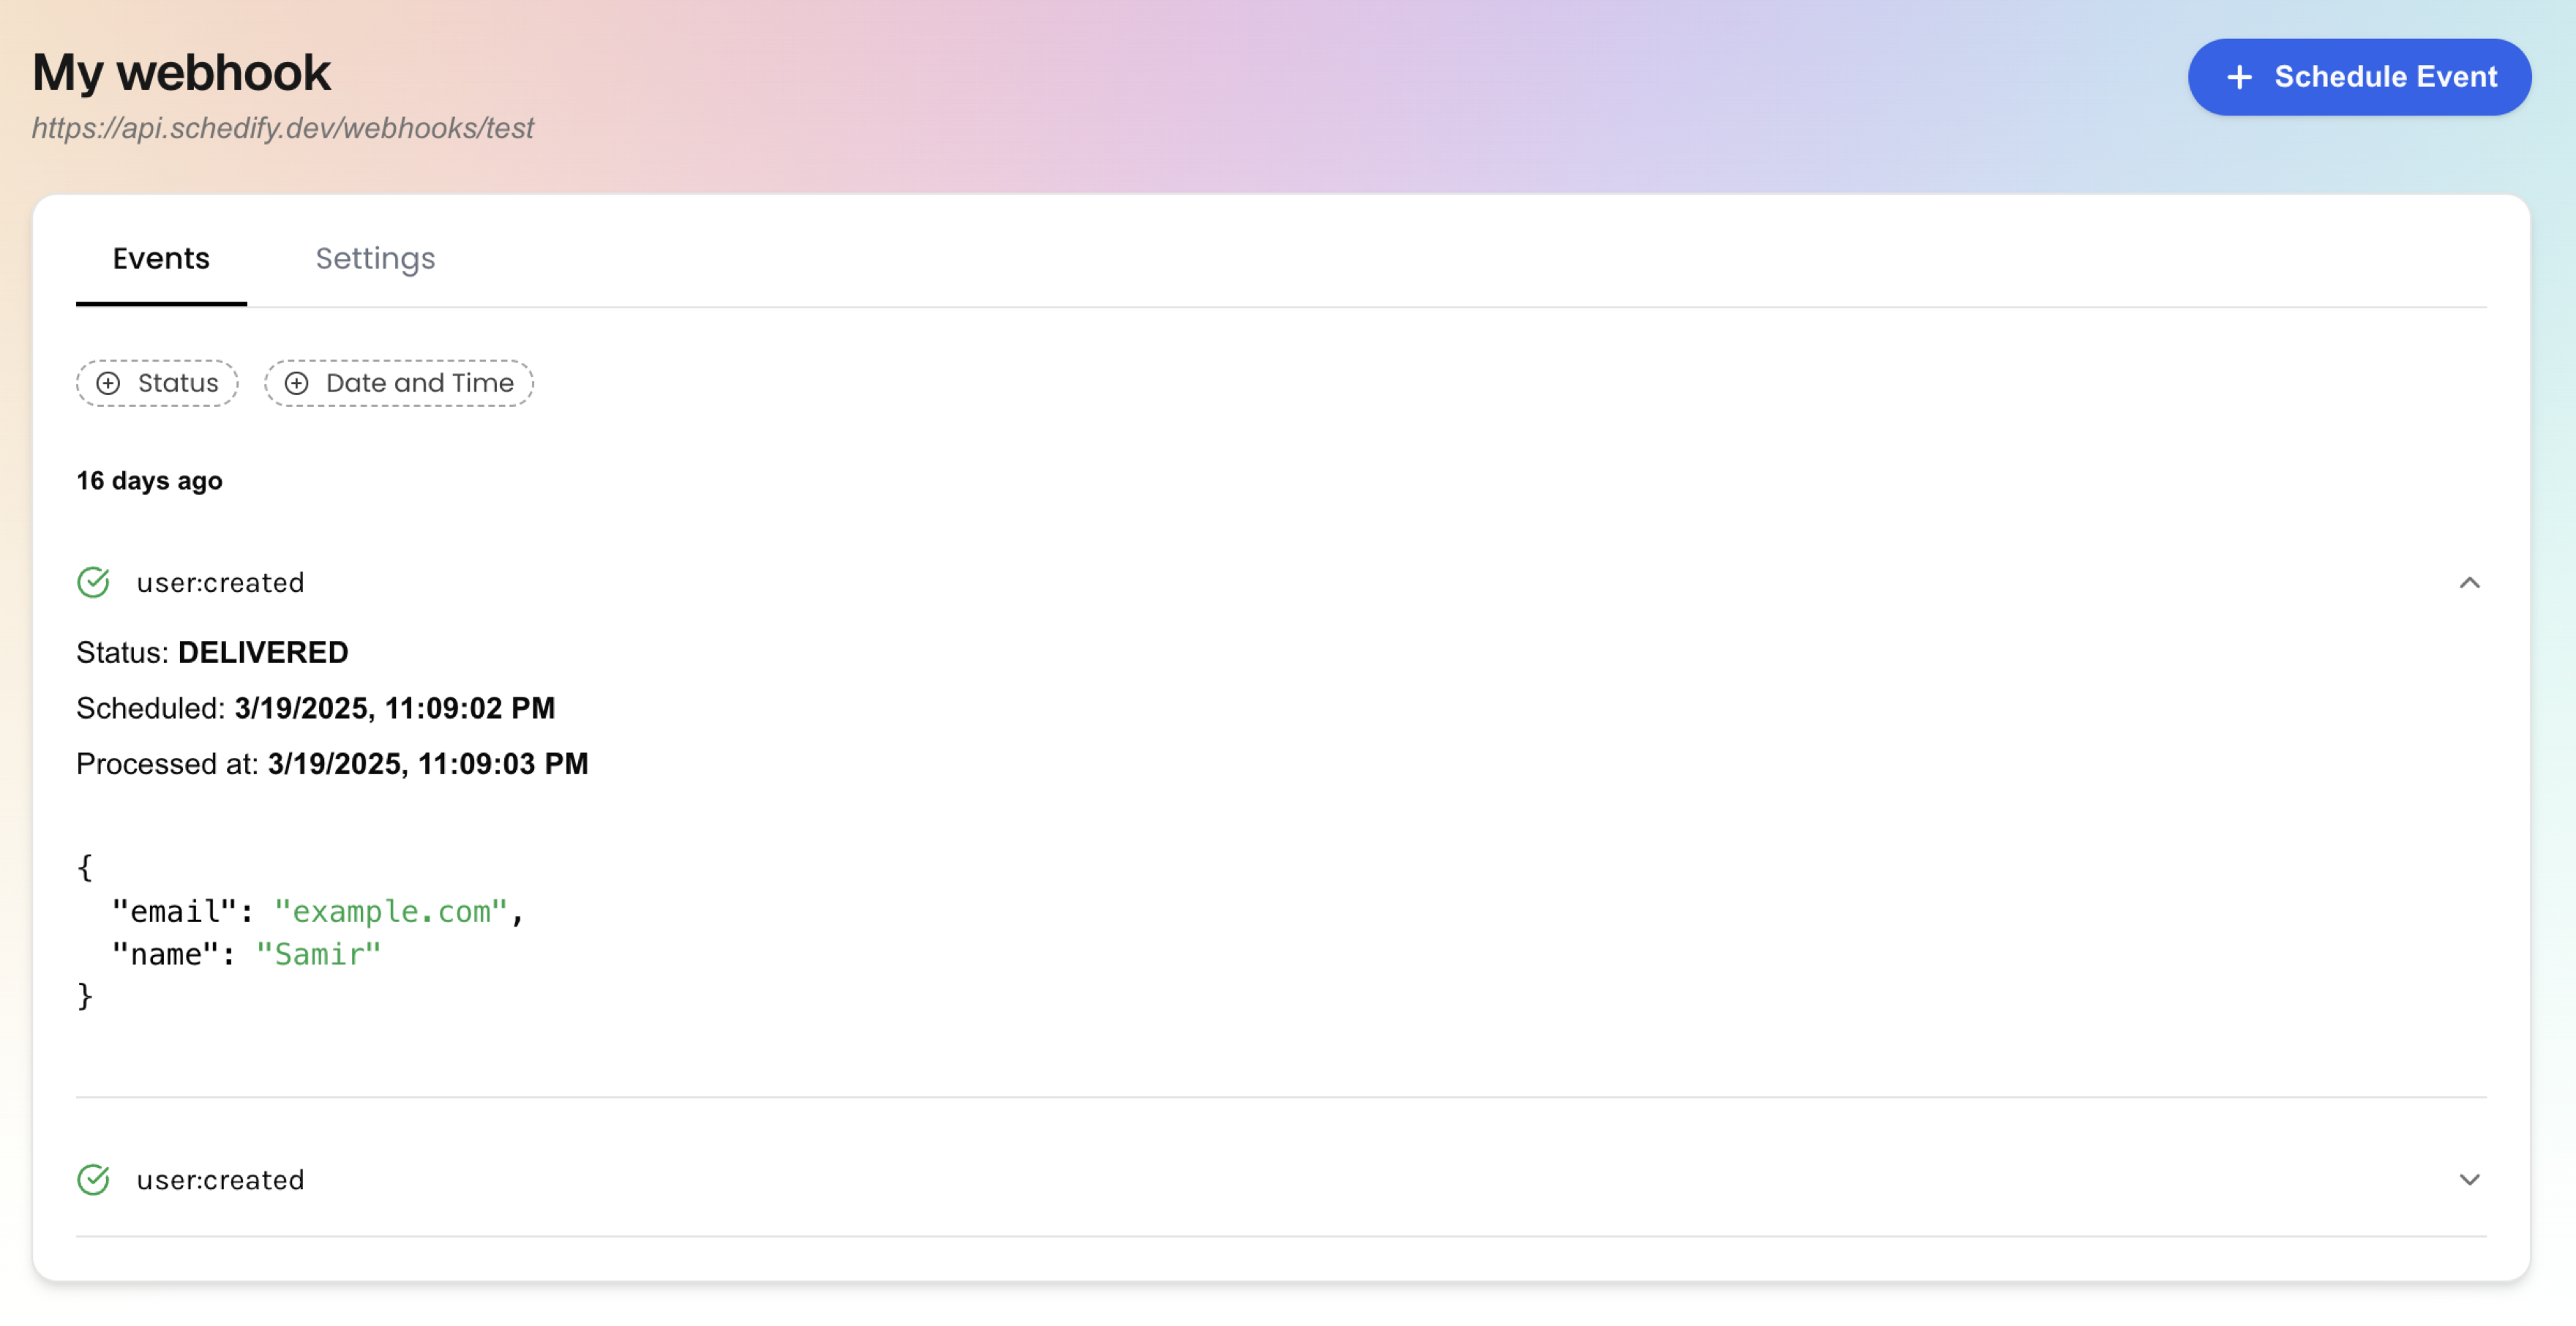 My webhook
https://api.schedify.dev/webhooks/test
+ Schedule Event
Events
Settings
Status
Date and Time
16 days ago
user:created
Status: DELIVERED
Scheduled: 3/19/2025, 11:09:02 PM
Processed at: 3/19/2025, 11:09:03 PM
{
  "email": "example.com",
  "name": "Samir"
}
user:created